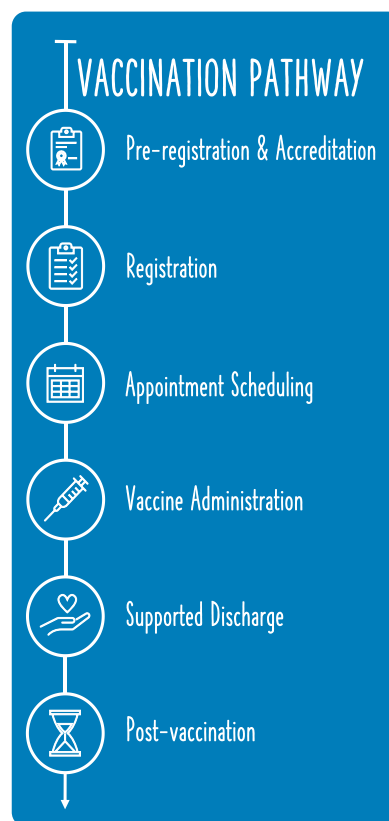 VACCINATION PATHWAY
Pre-registration & Accreditation
Registration
Appointment Scheduling
Vaccine Administration
Supported Discharge
Post-vaccination